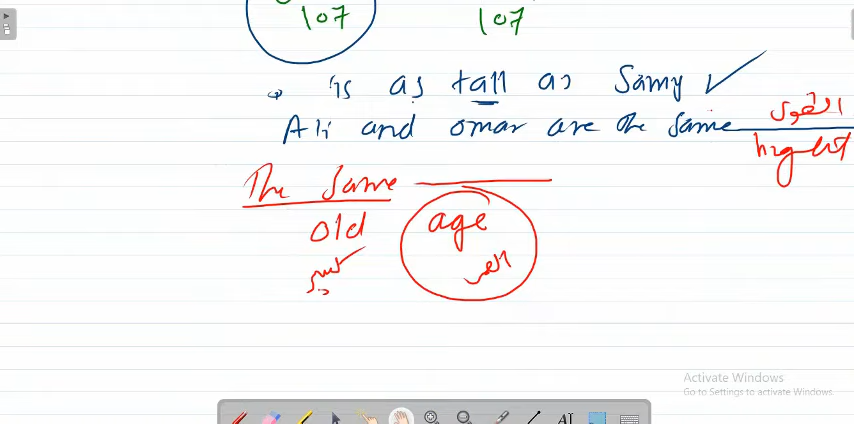 107 107
is as tall as Samy ✓
Ali and omar are the same الطول
hight
The same
old age
كبير العمر
Activate Windows
Go to Settings to activate Windows.